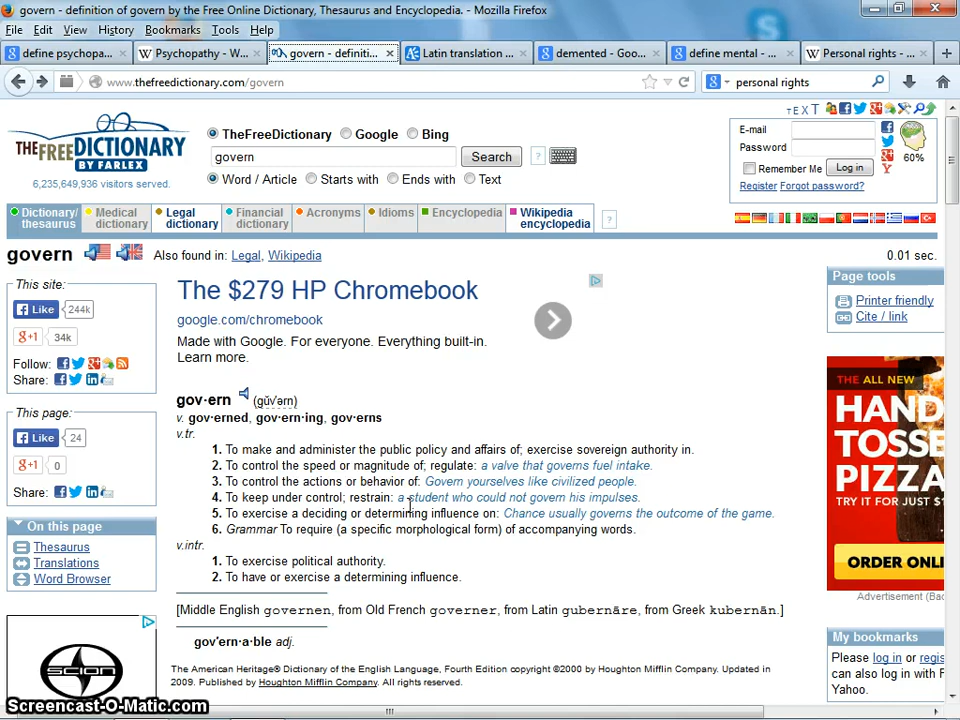 govern - definition of govern by the Free Online Dictionary, Thesaurus and Encyclopedia. - Mozilla Firefox
File Edit View History Bookmarks Tools Help
define psychopa... Psychopathy - W... govern - definiti... Latin translation ... demented - Goo... define mental - ... Personal rights - ...
www.thefreedictionary.com/govern
personal rights
THE FREE DICTIONARY
BY FARLEX
6,235,649,936 visitors served.
TheFreeDictionary Google Bing
govern Search ?
Word / Article Starts with Ends with Text
TEXT
E-mail
Password
Remember Me Log in
Register Forgot password?
60%
Dictionary/ thesaurus
Medical dictionary
Legal dictionary
Financial dictionary
Acronyms
Idioms
Encyclopedia
Wikipedia encyclopedia
?
govern Also found in: Legal, Wikipedia 0.01 sec.
This site:
Like 244k
+1 34k
Follow:
Share:
This page:
Like 24
+1 0
Share:
On this page
Thesaurus
Translations
Word Browser
SCION
The $279 HP Chromebook
google.com/chromebook
Made with Google. For everyone. Everything built-in.
Learn more.
gov·ern (gŭv′ərn)
v. gov·erned, gov·ern·ing, gov·erns
v.tr.
1. To make and administer the public policy and affairs of; exercise sovereign authority in.
2. To control the speed or magnitude of; regulate: a valve that governs fuel intake.
3. To control the actions or behavior of: Govern yourselves like civilized people.
4. To keep under control; restrain: a student who could not govern his impulses.
5. To exercise a deciding or determining influence on: Chance usually governs the outcome of the game.
6. Grammar To require (a specific morphological form) of accompanying words.
v.intr.
1. To exercise political authority.
2. To have or exercise a determining influence.
[Middle English governen, from Old French governer, from Latin gubernāre, from Greek kubernān.]
gov′ern·a·ble adj.
The American Heritage® Dictionary of the English Language, Fourth Edition copyright ©2000 by Houghton Mifflin Company. Updated in
2009. Published by Houghton Mifflin Company. All rights reserved.
Page tools
Printer friendly
Cite / link
THE ALL NEW
HAND
TOSSE
PIZZA
TRY IT FOR JUST
ORDER ONLI
Advertisement (Bad
My bookmarks
Please log in or regis
can also log in with F
Yahoo.
Screencast-O-Matic.com